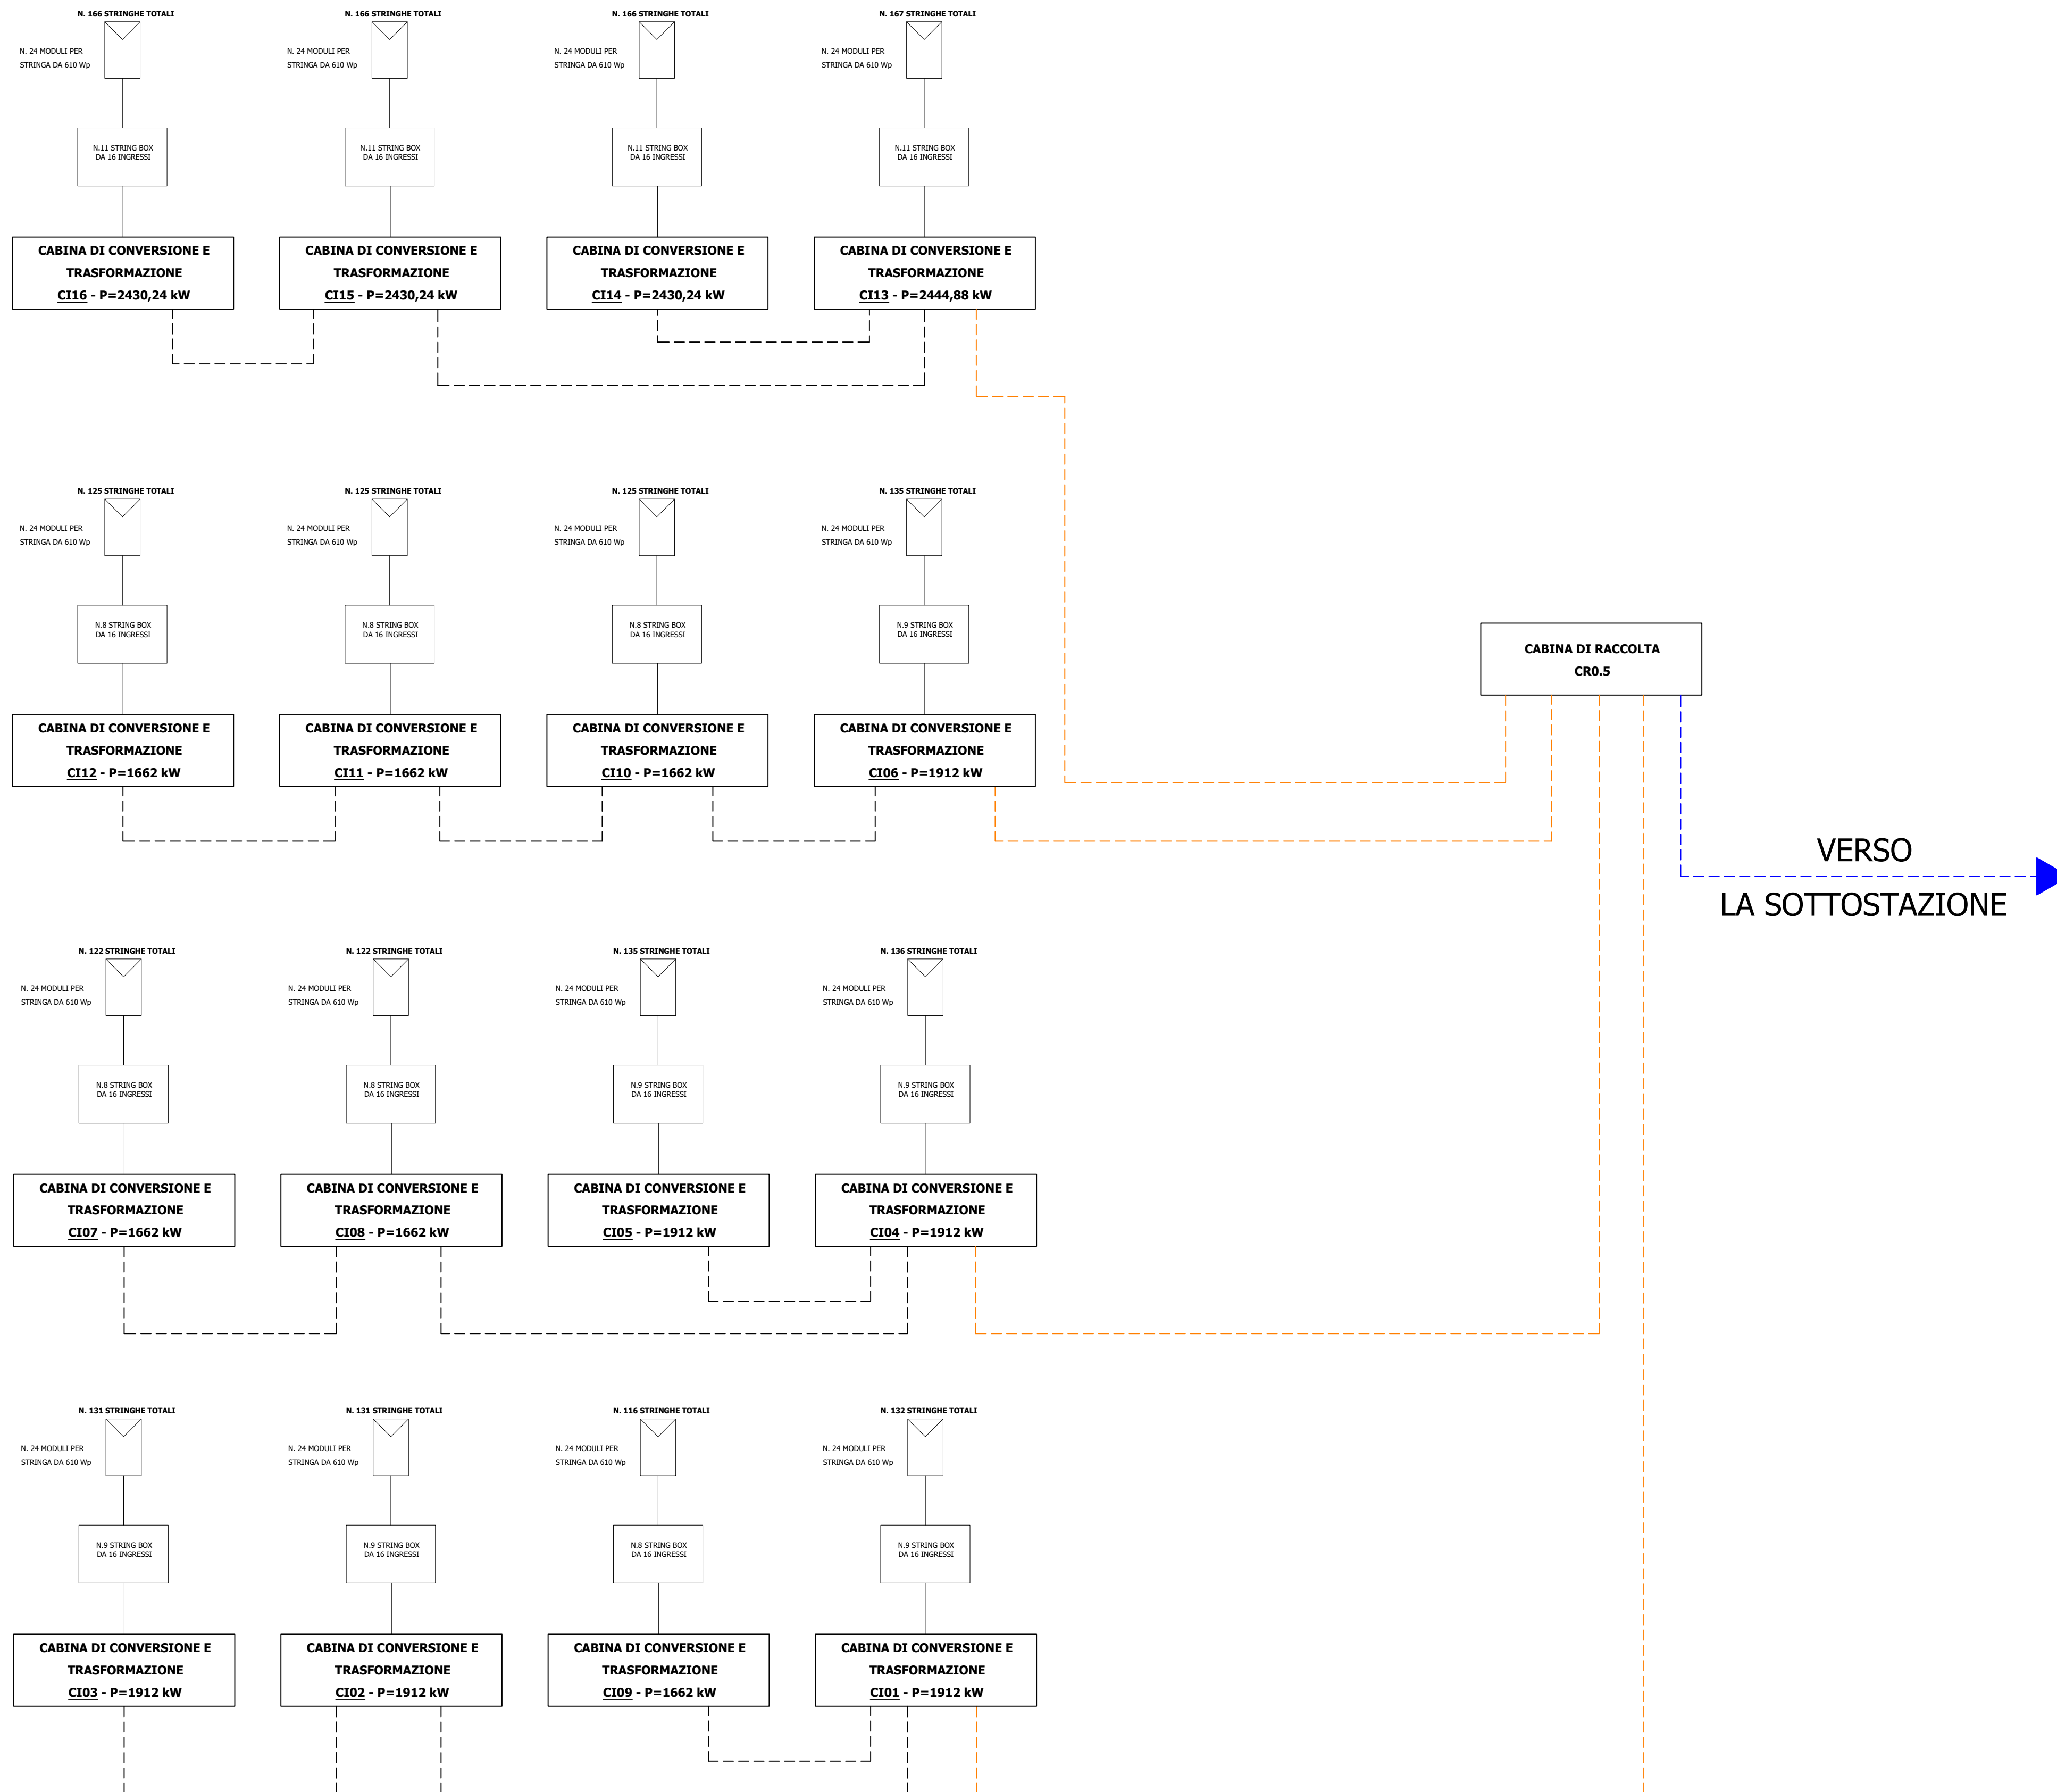 N. 166 STRINGHE TOTALI
N. 24 MODULI PER
STRINGA DA 610 Wp
N.11 STRING BOX
DA 16 INGRESSI
CABINA DI CONVERSIONE E
TRASFORMAZIONE
CI16 - P=2430,24 kW
N. 166 STRINGHE TOTALI
N. 24 MODULI PER
STRINGA DA 610 Wp
N.11 STRING BOX
DA 16 INGRESSI
CABINA DI CONVERSIONE E
TRASFORMAZIONE
CI15 - P=2430,24 kW
N. 166 STRINGHE TOTALI
N. 24 MODULI PER
STRINGA DA 610 Wp
N.11 STRING BOX
DA 16 INGRESSI
CABINA DI CONVERSIONE E
TRASFORMAZIONE
CI14 - P=2430,24 kW
N. 167 STRINGHE TOTALI
N. 24 MODULI PER
STRINGA DA 610 Wp
N.11 STRING BOX
DA 16 INGRESSI
CABINA DI CONVERSIONE E
TRASFORMAZIONE
CI13 - P=2444,88 kW
N. 125 STRINGHE TOTALI
N. 24 MODULI PER
STRINGA DA 610 Wp
N.8 STRING BOX
DA 16 INGRESSI
CABINA DI CONVERSIONE E
TRASFORMAZIONE
CI12 - P=1662 kW
N. 125 STRINGHE TOTALI
N. 24 MODULI PER
STRINGA DA 610 Wp
N.8 STRING BOX
DA 16 INGRESSI
CABINA DI CONVERSIONE E
TRASFORMAZIONE
CI11 - P=1662 kW
N. 125 STRINGHE TOTALI
N. 24 MODULI PER
STRINGA DA 610 Wp
N.8 STRING BOX
DA 16 INGRESSI
CABINA DI CONVERSIONE E
TRASFORMAZIONE
CI10 - P=1662 kW
N. 135 STRINGHE TOTALI
N. 24 MODULI PER
STRINGA DA 610 Wp
N.9 STRING BOX
DA 16 INGRESSI
CABINA DI CONVERSIONE E
TRASFORMAZIONE
CI06 - P=1912 kW
CABINA DI RACCOLTA
CR0.5
VERSO
LA SOTTOSTAZIONE
N. 122 STRINGHE TOTALI
N. 24 MODULI PER
STRINGA DA 610 Wp
N.8 STRING BOX
DA 16 INGRESSI
CABINA DI CONVERSIONE E
TRASFORMAZIONE
CI07 - P=1662 kW
N. 122 STRINGHE TOTALI
N. 24 MODULI PER
STRINGA DA 610 Wp
N.8 STRING BOX
DA 16 INGRESSI
CABINA DI CONVERSIONE E
TRASFORMAZIONE
CI08 - P=1662 kW
N. 135 STRINGHE TOTALI
N. 24 MODULI PER
STRINGA DA 610 Wp
N.9 STRING BOX
DA 16 INGRESSI
CABINA DI CONVERSIONE E
TRASFORMAZIONE
CI05 - P=1912 kW
N. 136 STRINGHE TOTALI
N. 24 MODULI PER
STRINGA DA 610 Wp
N.9 STRING BOX
DA 16 INGRESSI
CABINA DI CONVERSIONE E
TRASFORMAZIONE
CI04 - P=1912 kW
N. 131 STRINGHE TOTALI
N. 24 MODULI PER
STRINGA DA 610 Wp
N.9 STRING BOX
DA 16 INGRESSI
CABINA DI CONVERSIONE E
TRASFORMAZIONE
CI03 - P=1912 kW
N. 131 STRINGHE TOTALI
N. 24 MODULI PER
STRINGA DA 610 Wp
N.9 STRING BOX
DA 16 INGRESSI
CABINA DI CONVERSIONE E
TRASFORMAZIONE
CI02 - P=1912 kW
N. 116 STRINGHE TOTALI
N. 24 MODULI PER
STRINGA DA 610 Wp
N.8 STRING BOX
DA 16 INGRESSI
CABINA DI CONVERSIONE E
TRASFORMAZIONE
CI09 - P=1662 kW
N. 132 STRINGHE TOTALI
N. 24 MODULI PER
STRINGA DA 610 Wp
N.9 STRING BOX
DA 16 INGRESSI
CABINA DI CONVERSIONE E
TRASFORMAZIONE
CI01 - P=1912 kW